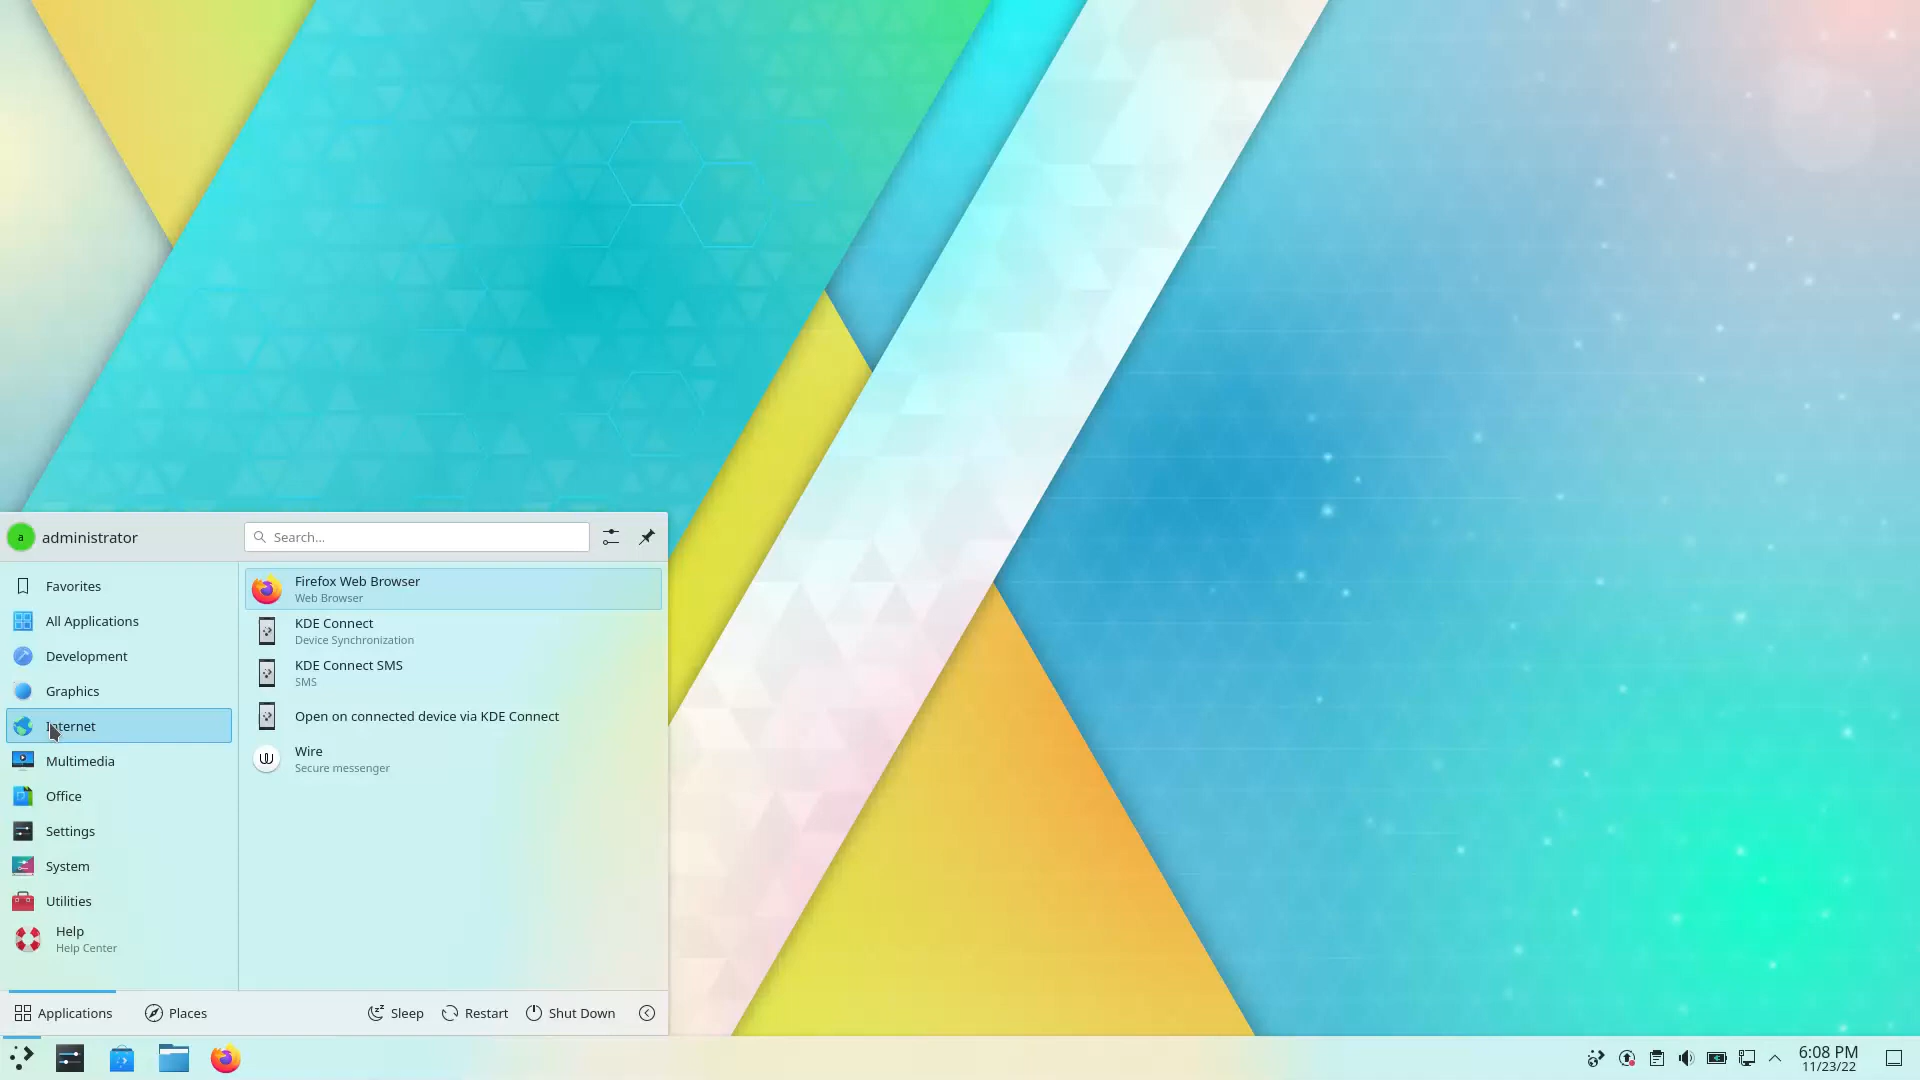 a
administrator
Search...
Favorites
All Applications
Development
Graphics
Internet
Multimedia
Office
Settings
System
Utilities
Help
Help Center
Firefox Web Browser
Web Browser
KDE Connect
Device Synchronization
KDE Connect SMS
SMS
Open on connected device via KDE Connect
Wire
Secure messenger
Applications
Places
Sleep
Restart
Shut Down
6:08 PM
11/23/22